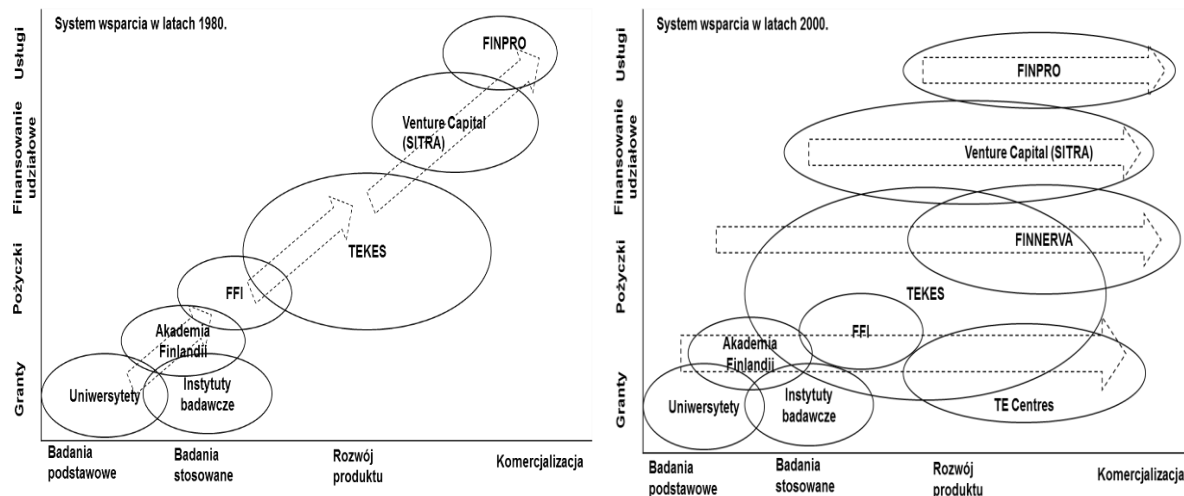 System wsparcia w latach 1980.
Usługi
Finansowanie
udziałowe
Pożyczki
Granty
FINPRO
Venture Capital
(SITRA)
TEKES
FFI
Akademia
Finlandii
Uniwersytety
Instytuty
badawcze
Badania
podstawowe
Badania
stosowane
Rozwój
produktu
Komercjalizacja
System wsparcia w latach 2000.
Usługi
Finansowanie
udziałowe
Pożyczki
Granty
FINPRO
Venture Capital (SITRA)
FINNERVA
TEKES
FFI
Akademia
Finlandii
Uniwersytety
Instytuty
badawcze
TE Centres
Badania
podstawowe
Badania
stosowane
Rozwój
produktu
Komercjalizacja